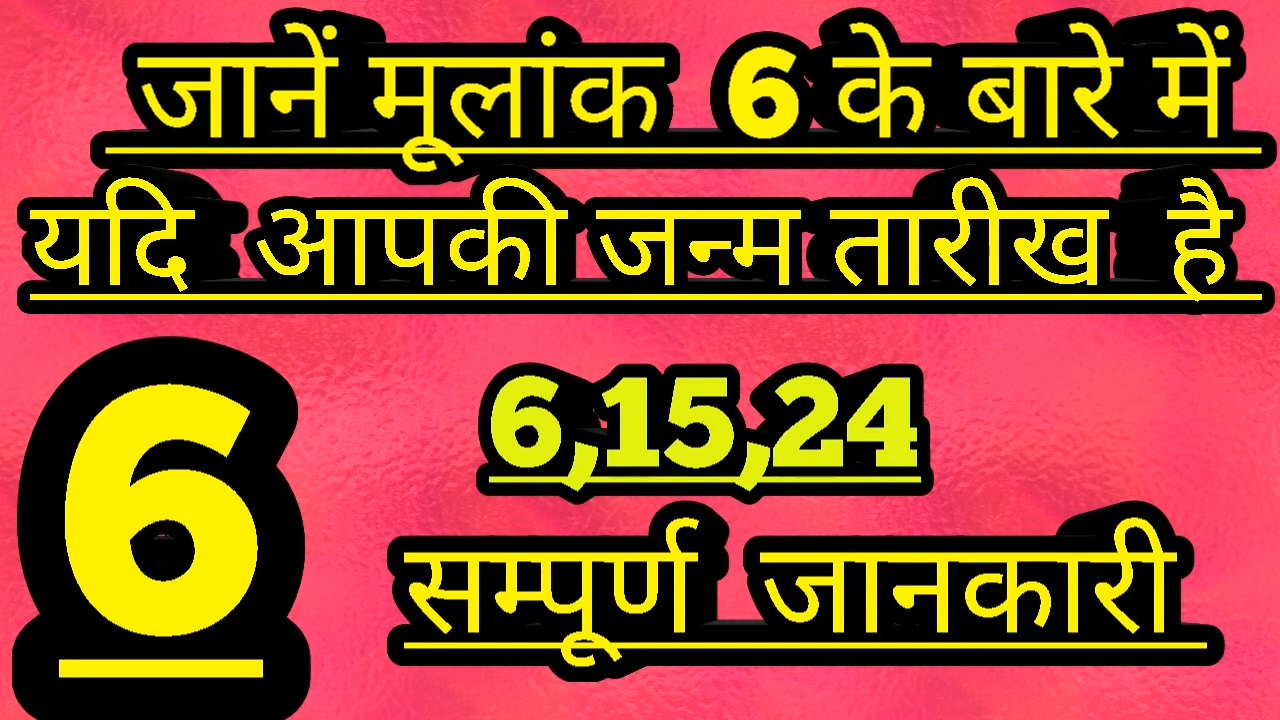 जानें मूलांक 6 के बारे में
यदि आपकी जन्म तारीख है
6
6,15,24
सम्पूर्ण जानकारी